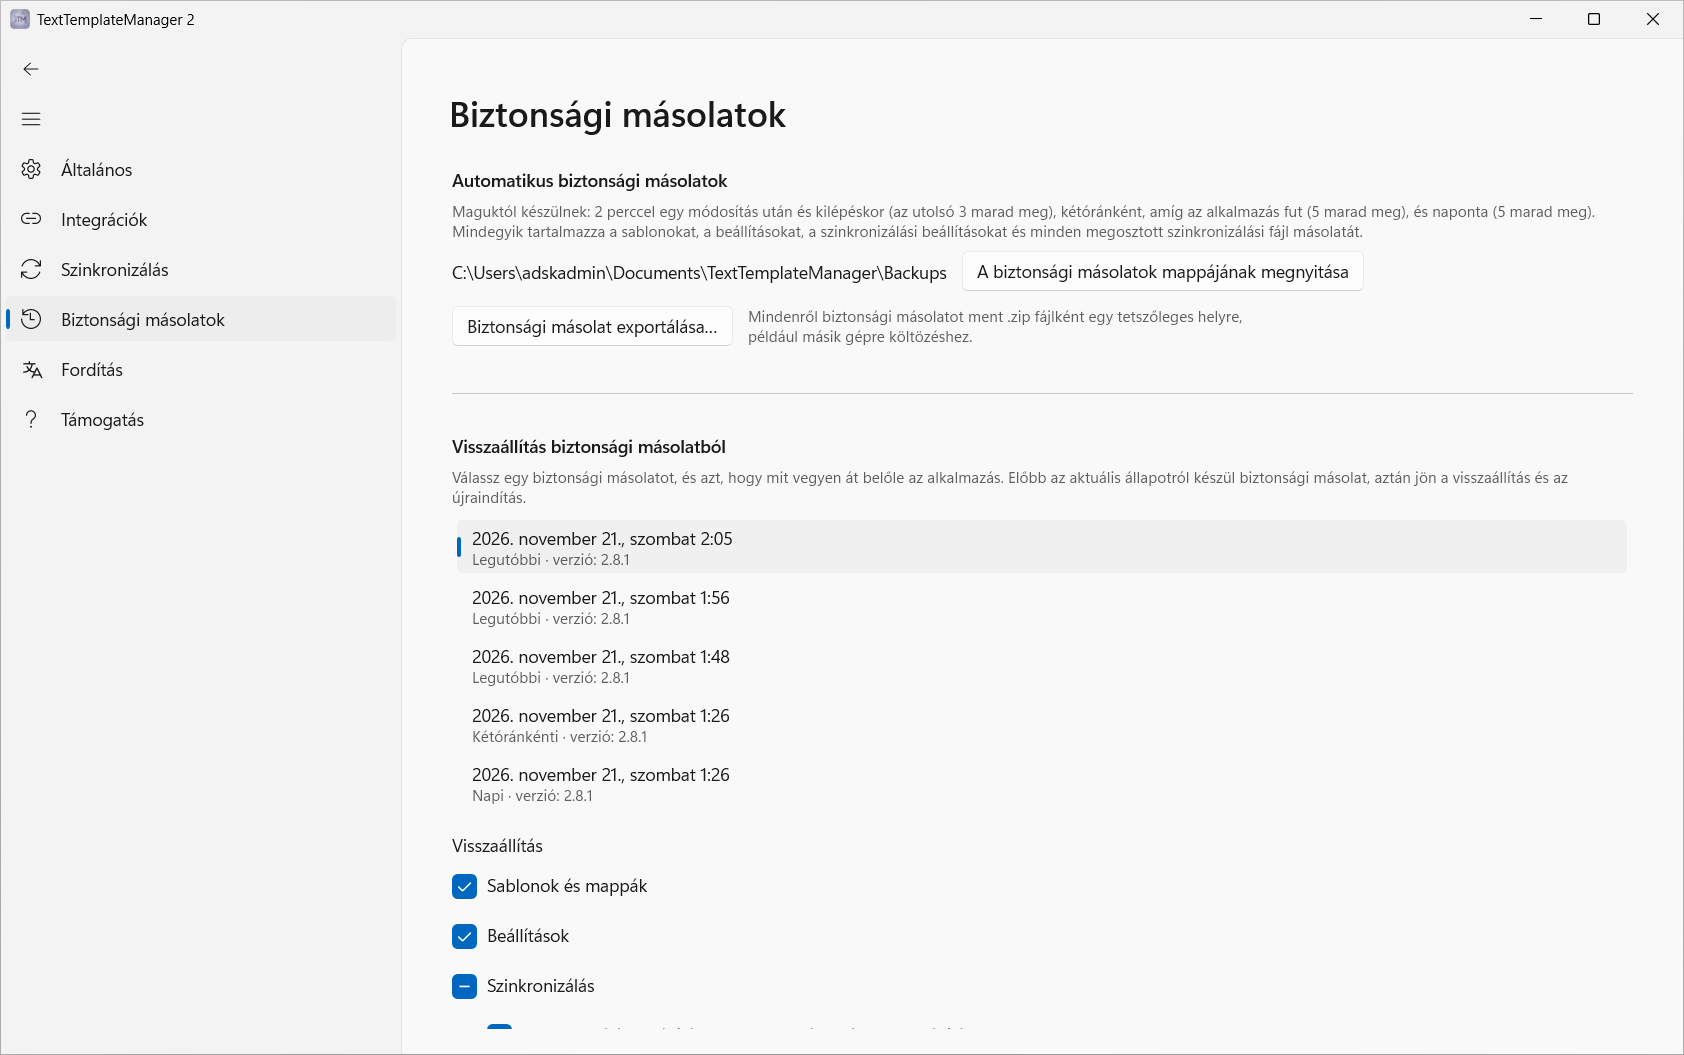 TextTemplateManager 2
Általános
Integrációk
Szinkronizálás
Biztonsági másolatok
Fordítás
Támogatás
Biztonsági másolatok
Automatikus biztonsági másolatok
Maguktól készülnek: 2 perccel egy módosítás után és kilépéskor (az utolsó 3 marad meg), kétóránként, amíg az alkalmazás fut (5 marad meg), és naponta (5 marad meg).
Mindegyik tartalmazza a sablonokat, a beállításokat, a szinkronizálási beállításokat és minden megosztott szinkronizálási fájl másolatát.
C:\Users\adskadmin\Documents\TextTemplateManager\Backups
A biztonsági másolatok mappájának megnyitása
Biztonsági másolat exportálása...
Mindenről biztonsági másolatot ment .zip fájlként egy tetszőleges helyre,
például másik gépre költözéshez.
Visszaállítás biztonsági másolatból
Válassz egy biztonsági másolatot, és azt, hogy mit vegyen át belőle az alkalmazás. Előbb az aktuális állapotról készül biztonsági másolat, aztán jön a visszaállítás és az
újraindítás.
2026. november 21., szombat 2:05
Legutóbbi · verzió: 2.8.1
2026. november 21., szombat 1:56
Legutóbbi · verzió: 2.8.1
2026. november 21., szombat 1:48
Legutóbbi · verzió: 2.8.1
2026. november 21., szombat 1:26
Kétóránkénti · verzió: 2.8.1
2026. november 21., szombat 1:26
Napi · verzió: 2.8.1
Visszaállítás
Sablonok és mappák
Beállítások
Szinkronizálás